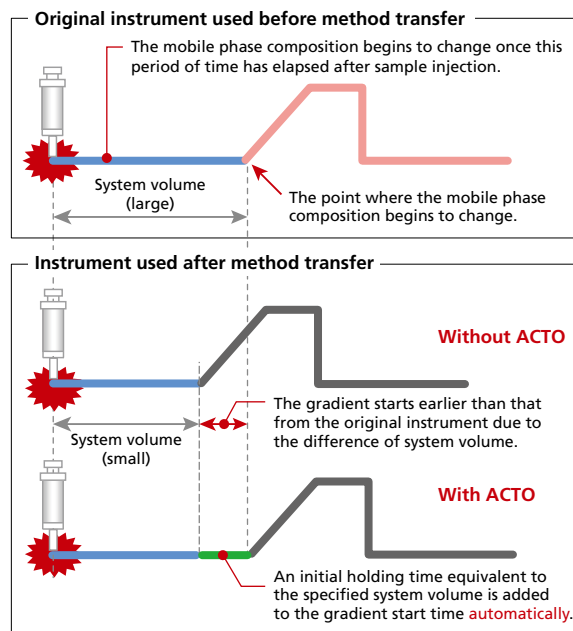 Original instrument used before method transfer
The mobile phase composition begins to change once this
period of time has elapsed after sample injection.
System volume
(large)
The point where the mobile phase
composition begins to change.
Instrument used after method transfer
Without ACTO
The gradient starts earlier than that
from the original instrument due to
the difference of system volume.
System volume
(small)
With ACTO
An initial holding time equivalent to
the specified system volume is added
to the gradient start time automatically.